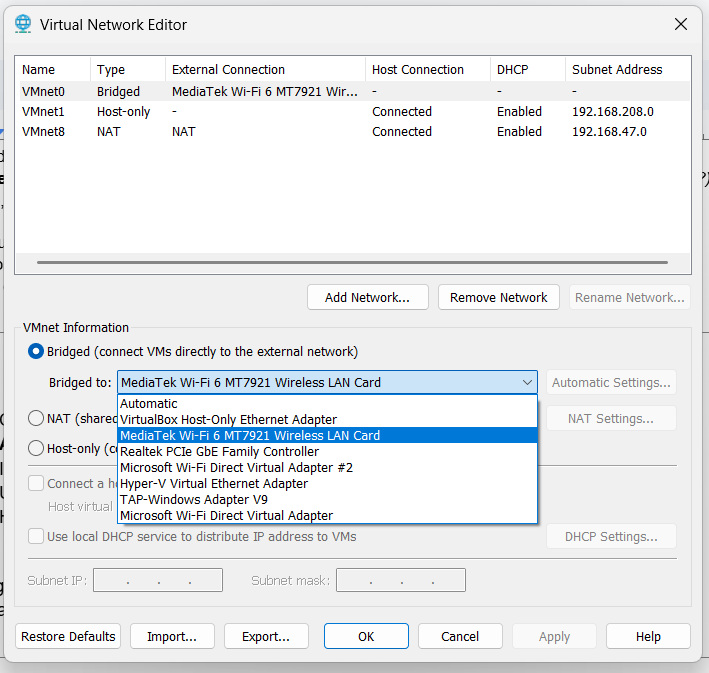 Virtual Network Editor
Name Type External Connection Host Connection DHCP Subnet Address
VMnet0 Bridged MediaTek Wi-Fi 6 MT7921 Wir... - - -
VMnet1 Host-only - Connected Enabled 192.168.208.0
VMnet8 NAT NAT Connected Enabled 192.168.47.0
Add Network... Remove Network Rename Network...
VMnet Information
Bridged (connect VMs directly to the external network)
Bridged to: MediaTek Wi-Fi 6 MT7921 Wireless LAN Card Automatic Settings...
Automatic
NAT (shared VirtualBox Host-Only Ethernet Adapter NAT Settings...
MediaTek Wi-Fi 6 MT7921 Wireless LAN Card
Host-only (c Realtek PCIe GbE Family Controller
Microsoft Wi-Fi Direct Virtual Adapter #2
Connect a h Hyper-V Virtual Ethernet Adapter
Host virtual TAP-Windows Adapter V9
Microsoft Wi-Fi Direct Virtual Adapter
Use local DHCP service to distribute IP address to VMs DHCP Settings...
Subnet IP: . . . Subnet mask: . . .
Restore Defaults Import... Export... OK Cancel Apply Help